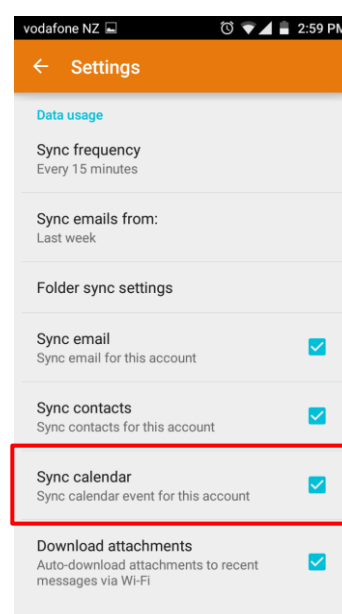 vodafone NZ 2:59 PM
Settings
Data usage
Sync frequency
Every 15 minutes
Sync emails from:
Last week
Folder sync settings
Sync email
Sync email for this account
Sync contacts
Sync contacts for this account
Sync calendar
Sync calendar event for this account
Download attachments
Auto-download attachments to recent
messages via Wi-Fi